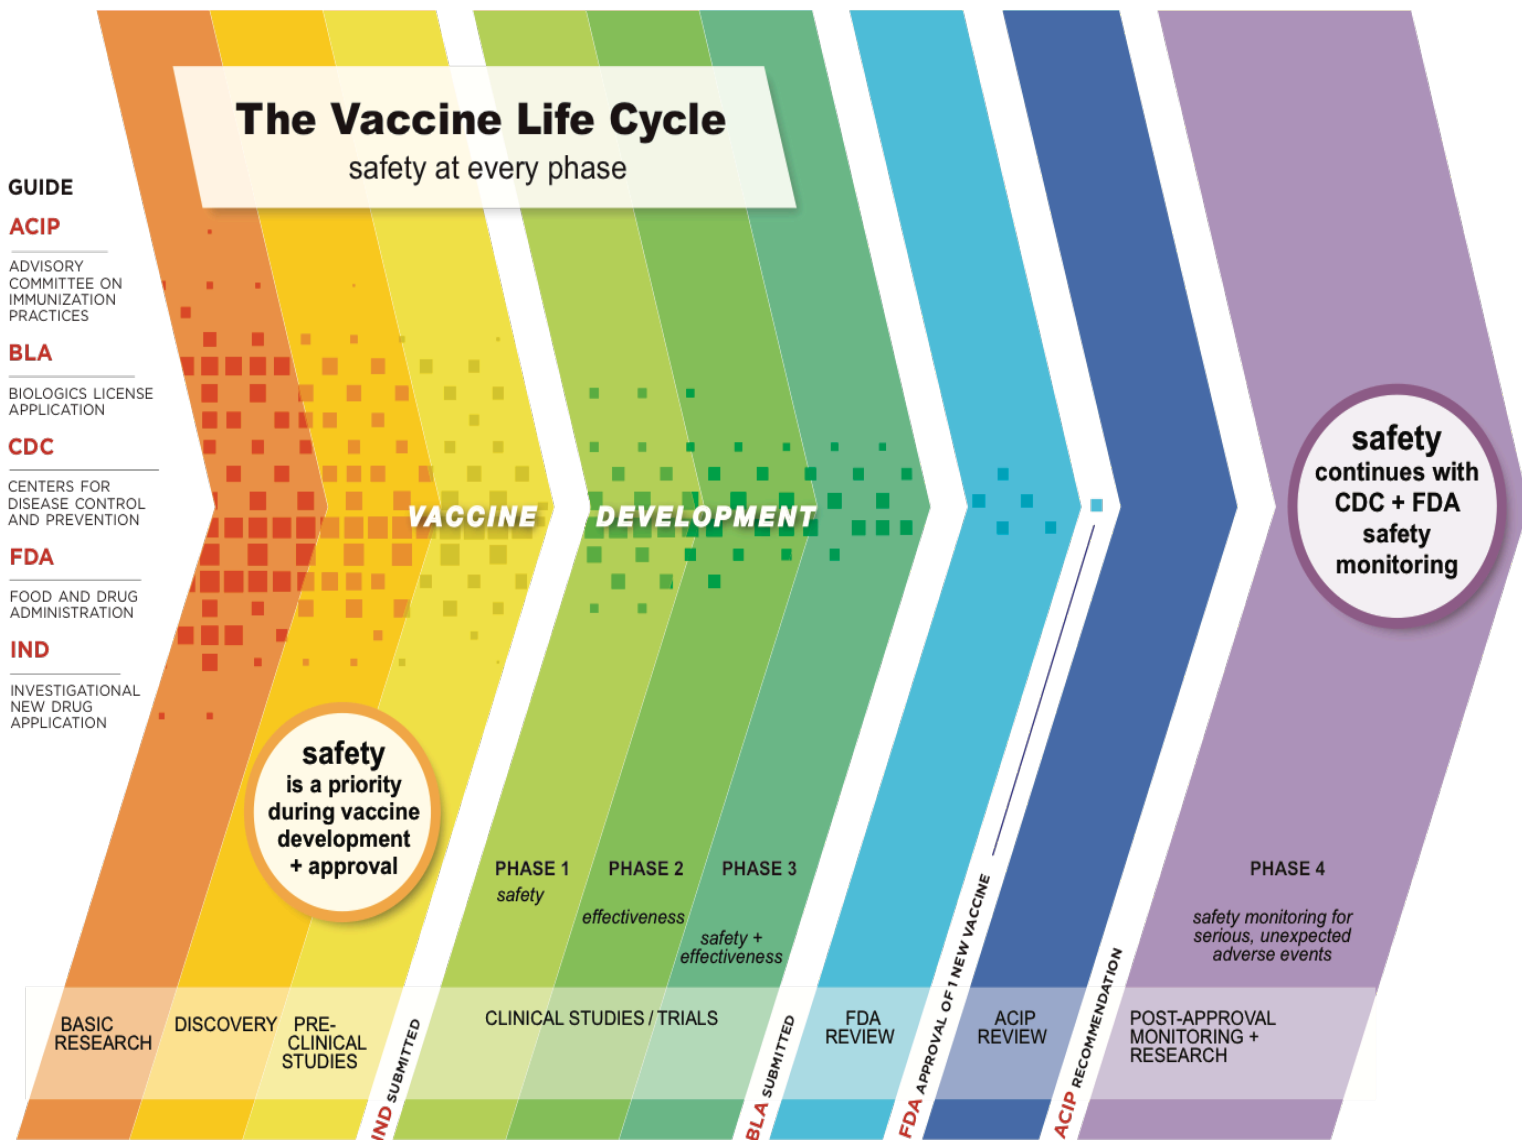 The Vaccine Life Cycle
safety at every phase
GUIDE
ACIP
ADVISORY
COMMITTEE ON
IMMUNIZATION
PRACTICES
BLA
BIOLOGICS LICENSE
APPLICATION
CDC
CENTERS FOR
DISEASE CONTROL
AND PREVENTION
FDA
FOOD AND DRUG
ADMINISTRATION
IND
INVESTIGATIONAL
NEW DRUG
APPLICATION
VACCINE DEVELOPMENT
safety
is a priority
during vaccine
development
+ approval
safety
continues with
CDC + FDA
safety
monitoring
PHASE 1
safety
PHASE 2
effectiveness
PHASE 3
safety +
effectiveness
PHASE 4
safety monitoring for
serious, unexpected
adverse events
BASIC
RESEARCH
DISCOVERY
PRE-
CLINICAL
STUDIES
IND SUBMITTED
CLINICAL STUDIES / TRIALS
BLA SUBMITTED
FDA
REVIEW
FDA APPROVAL OF 1 NEW VACCINE
ACIP
REVIEW
ACIP RECOMMENDATION
POST-APPROVAL
MONITORING +
RESEARCH